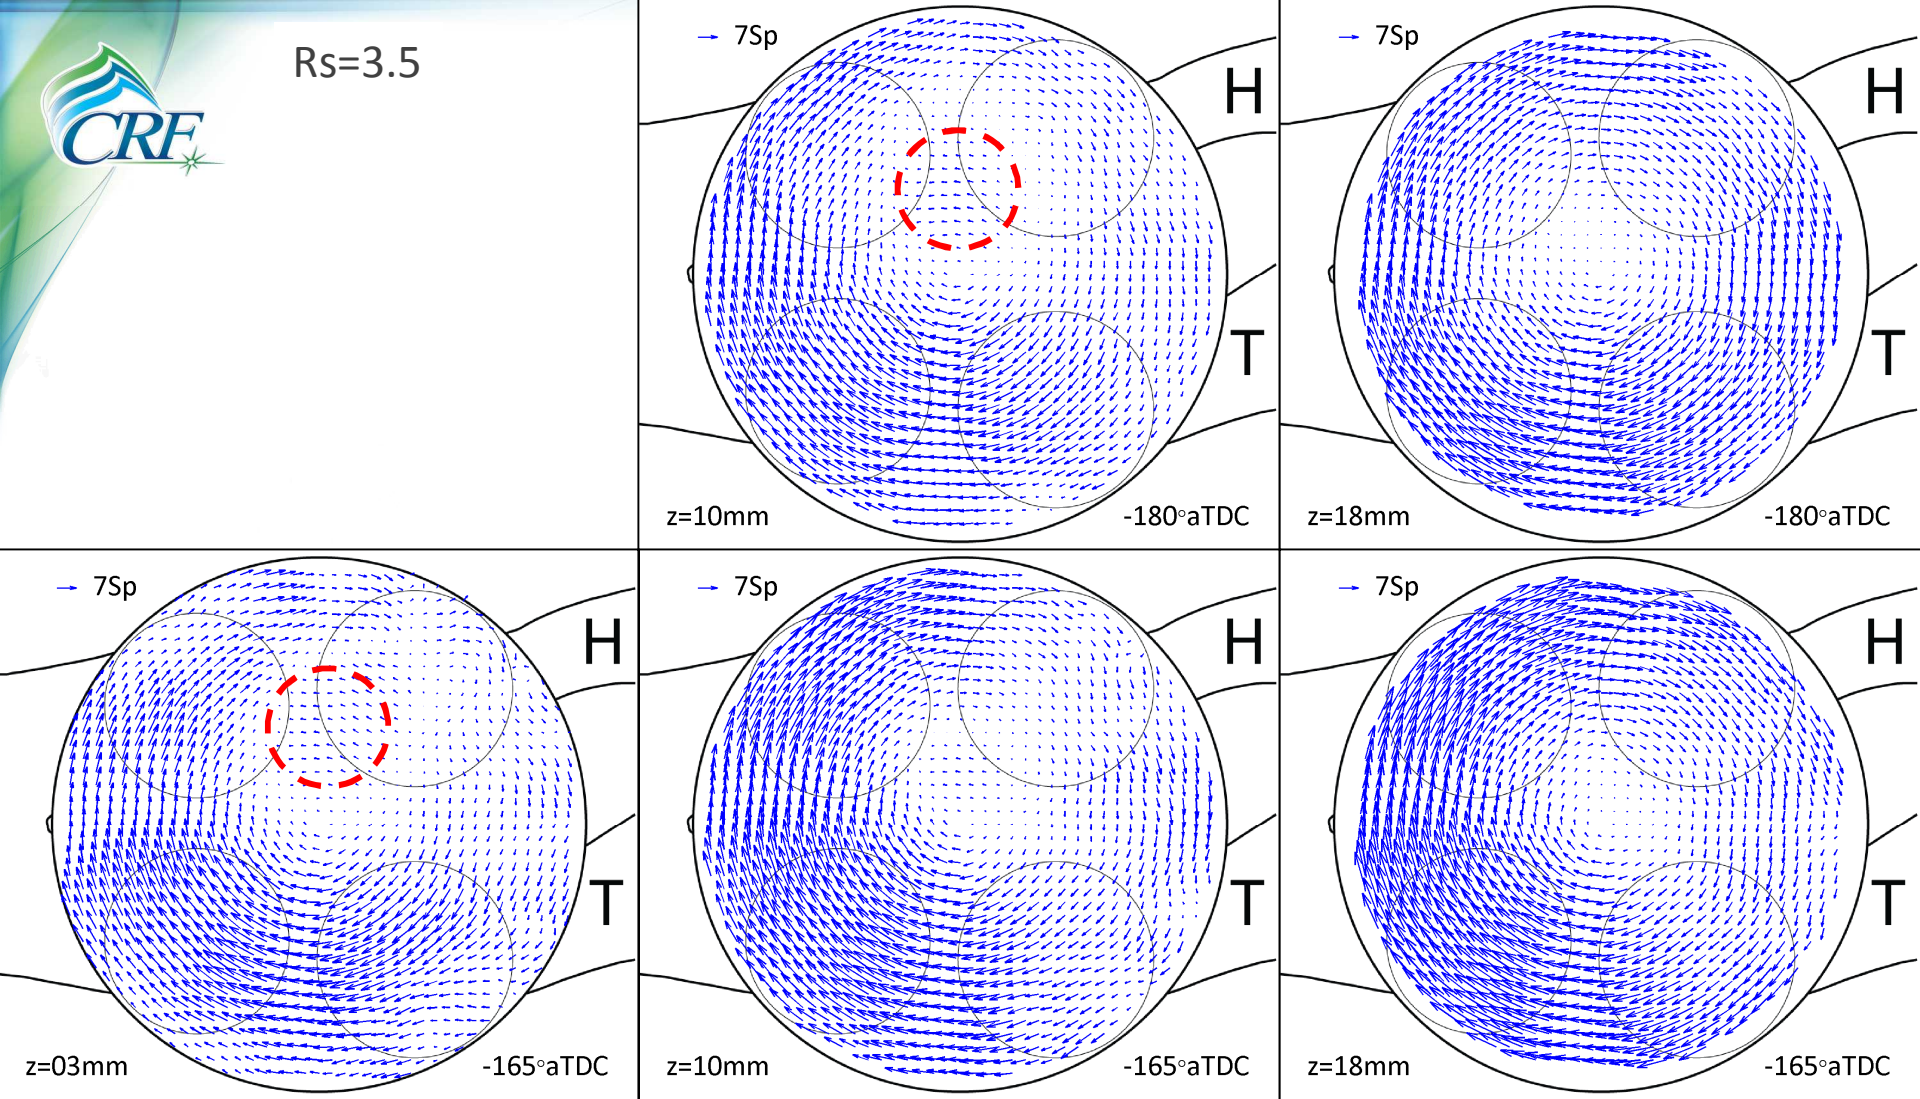 Rs=3.5
CRF
7Sp
H
T
z=10mm
-180°aTDC
7Sp
H
T
z=18mm
-180°aTDC
7Sp
H
T
z=03mm
-165°aTDC
7Sp
H
T
z=10mm
-165°aTDC
7Sp
H
T
z=18mm
-165°aTDC